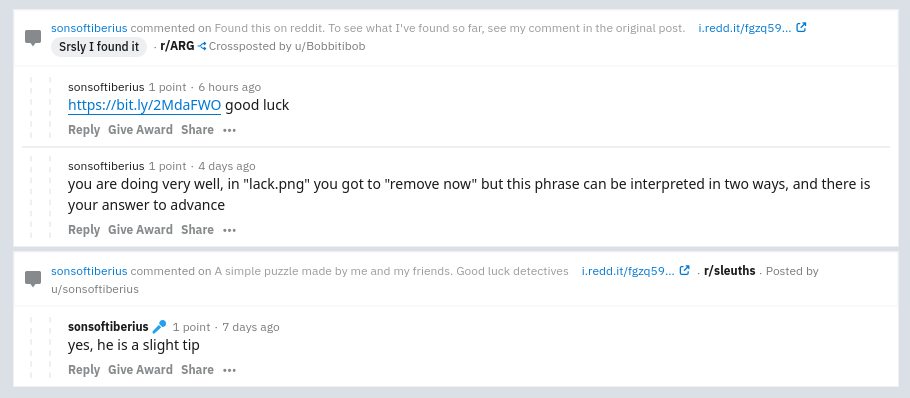 sonsoftiberius commented on Found this on reddit. To see what I've found so far, see my comment in the original post. i.redd.it/fgzq59...
Srsly I found it · r/ARG Crossposted by u/Bobbitibob
sonsoftiberius 1 point · 6 hours ago
https://bit.ly/2MdaFWO good luck
Reply Give Award Share •••
sonsoftiberius 1 point · 4 days ago
you are doing very well, in "lack.png" you got to "remove now" but this phrase can be interpreted in two ways, and there is
your answer to advance
Reply Give Award Share •••
sonsoftiberius commented on A simple puzzle made by me and my friends. Good luck detectives i.redd.it/fgzq59... · r/sleuths · Posted by
u/sonsoftiberius
sonsoftiberius 1 point · 7 days ago
yes, he is a slight tip
Reply Give Award Share •••